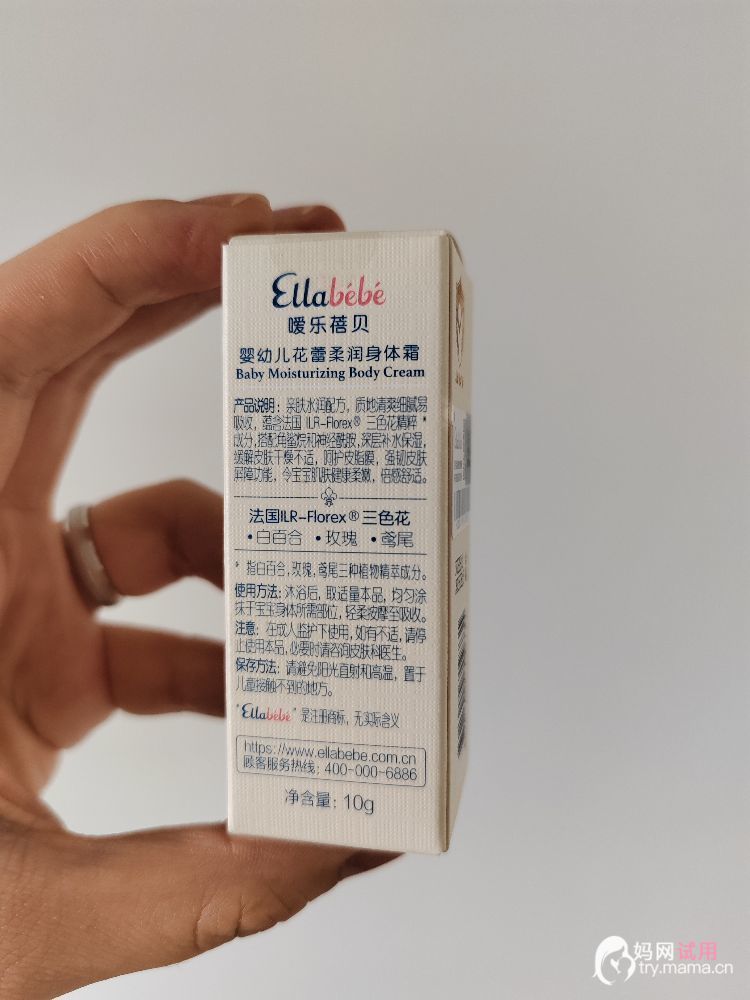 Ellabébé
嗳乐蓓贝
婴幼儿花蕾柔润身体霜
Baby Moisturizing Body Cream
产品说明：亲肤水润配方，质地清爽细腻易
吸收，蕴含法国 ILR-Florex® 三色花精粹 *
成分，搭配角鲨烷和神经酰胺，深层补水保湿，
缓解皮肤干燥不适，呵护皮脂膜，强韧皮肤
屏障功能，令宝宝肌肤健康柔嫩，倍感舒适。
法国ILR-Florex®三色花
•白百合 •玫瑰 •鸢尾
* 指白百合，玫瑰，鸢尾三种植物精萃成分。
使用方法：沐浴后，取适量本品，均匀涂
抹于宝宝身体所需部位，轻柔按摩至吸收。
注意：在成人监护下使用，如有不适，请停
止使用本品，必要时请咨询皮肤科医生。
保存方法：请避免阳光直射和高温，置于
儿童接触不到的地方。
"Ellabébé" 是注册商标，无实际含义
https://www.ellabebe.com.cn
顾客服务热线：400-000-6886
净含量：10g
妈网试用
try.mama.cn